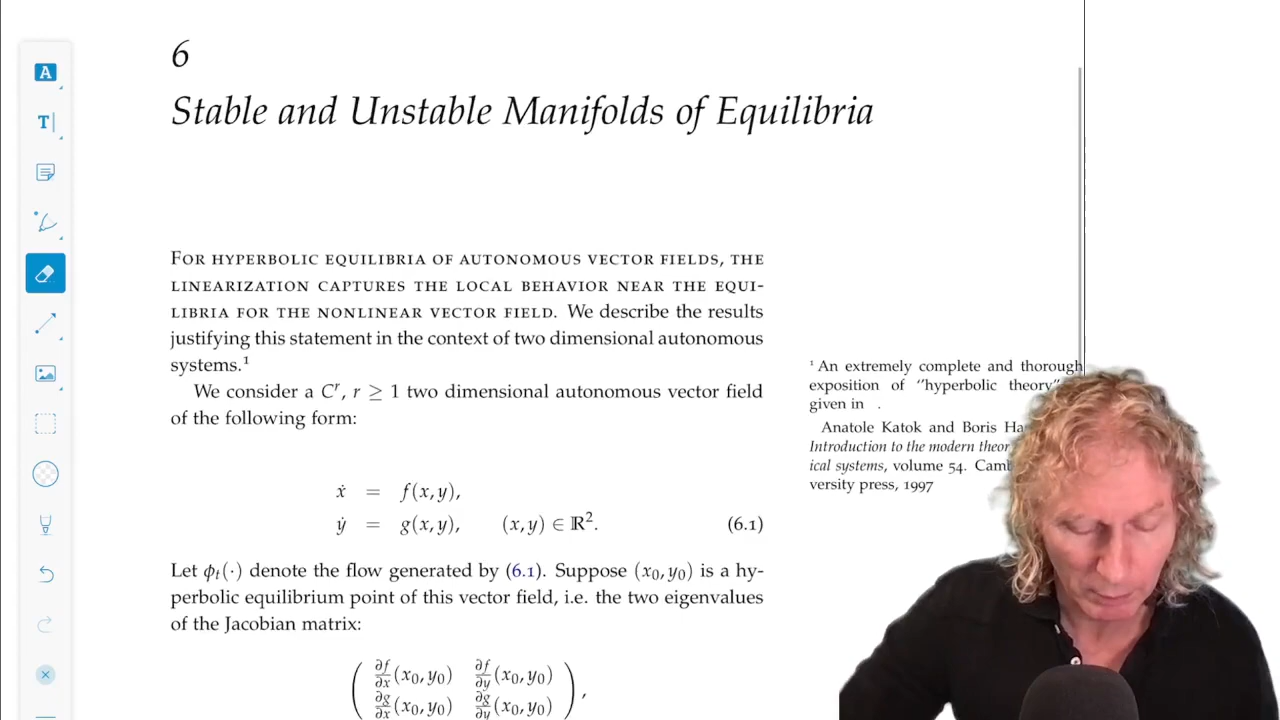 6
Stable and Unstable Manifolds of Equilibria
FOR HYPERBOLIC EQUILIBRIA OF AUTONOMOUS VECTOR FIELDS, THE
LINEARIZATION CAPTURES THE LOCAL BEHAVIOR NEAR THE EQUI-
LIBRIA FOR THE NONLINEAR VECTOR FIELD. We describe the results
justifying this statement in the context of two dimensional autonomous
systems.¹
We consider a Cʳ, r ≥ 1 two dimensional autonomous vector field
of the following form:
ẋ = f(x, y),
ẏ = g(x, y), (x, y) ∈ ℝ². (6.1)
Let ϕₜ(·) denote the flow generated by (6.1). Suppose (x₀, y₀) is a hy-
perbolic equilibrium point of this vector field, i.e. the two eigenvalues
of the Jacobian matrix:
( ∂f/∂x (x₀, y₀) ∂f/∂y (x₀, y₀)
∂g/∂x (x₀, y₀) ∂g/∂y (x₀, y₀) ),
¹ An extremely complete and thorough
exposition of ‘‘hyperbolic theory”
given in .
Anatole Katok and Boris Ha
Introduction to the modern theor
ical systems, volume 54. Camb
versity press, 1997
A
T